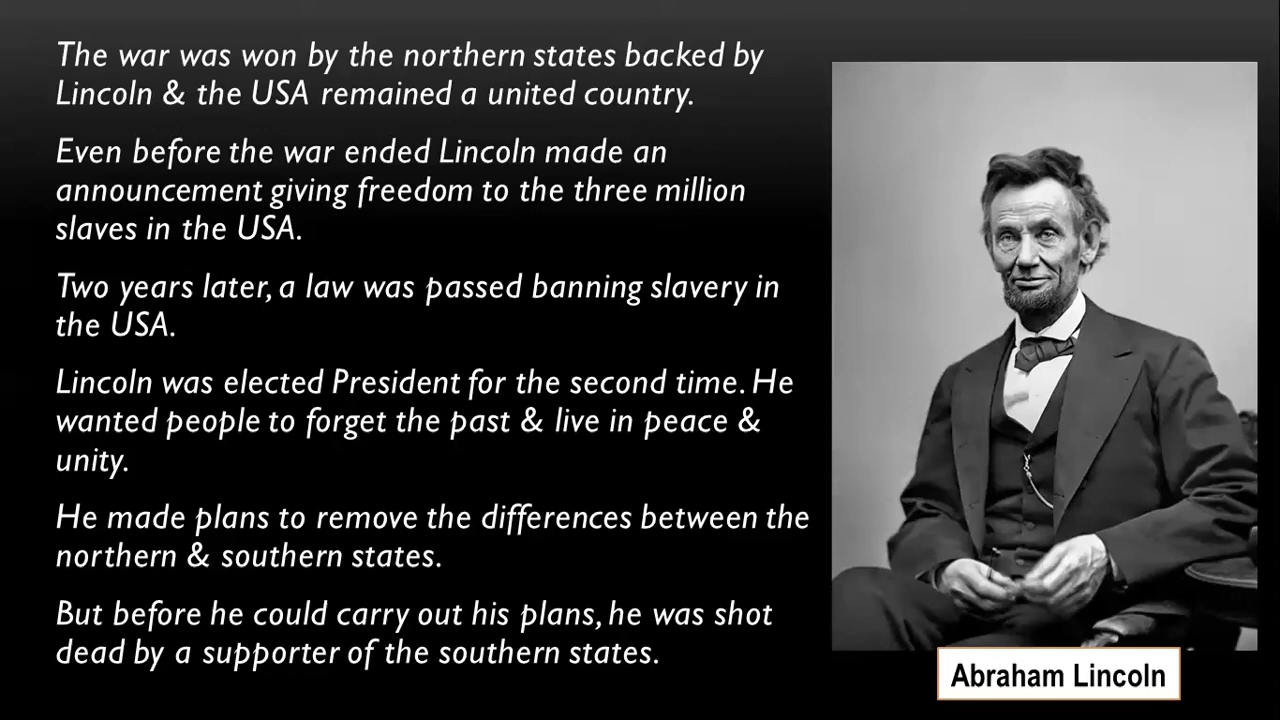 The war was won by the northern states backed by
Lincoln & the USA remained a united country.
Even before the war ended Lincoln made an
announcement giving freedom to the three million
slaves in the USA.
Two years later, a law was passed banning slavery in
the USA.
Lincoln was elected President for the second time. He
wanted people to forget the past & live in peace &
unity.
He made plans to remove the differences between the
northern & southern states.
But before he could carry out his plans, he was shot
dead by a supporter of the southern states.
Abraham Lincoln